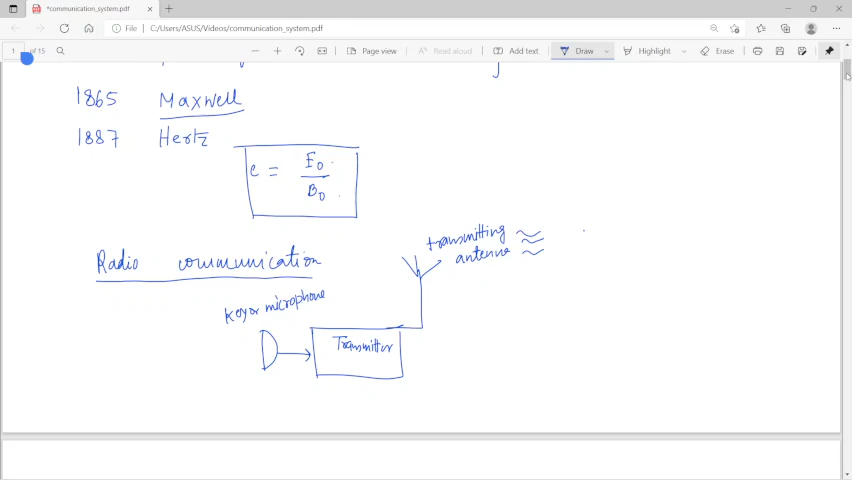 *communication_system.pdf
File C:/Users/ASUS/Videos/communication_system.pdf
1 of 15 Page view Read aloud Add text Draw Highlight Erase
1865 Maxwell
1887 Hertz
c = E0
B0
transmitting
antenna
Radio communication
Key or microphone
Transmitter